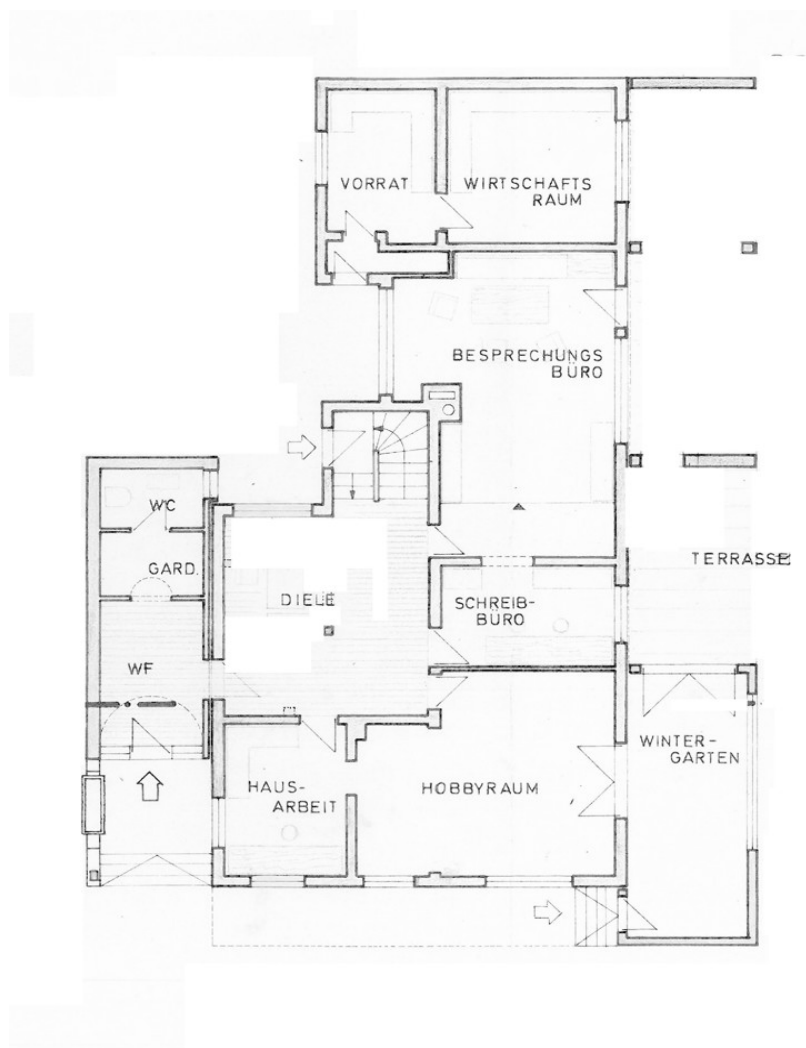 VORRAT
WIRTSCHAFTS
RAUM
BESPRECHUNGS
BÜRO
WC
GARD.
TERRASSE
DIELE
SCHREIB-
BÜRO
WF
WINTER-
GARTEN
HAUS-
ARBEIT
HOBBYRAUM